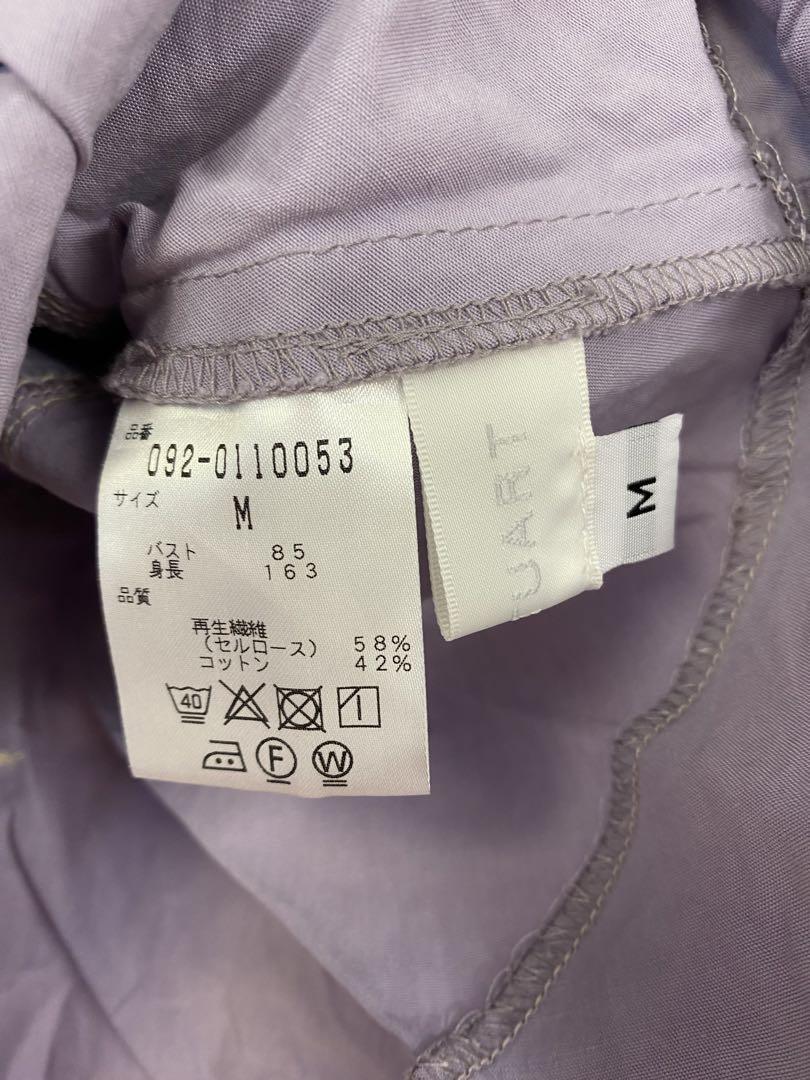 品番
092-0110053
サイズ
M
バスト 85
身長 163
品質
再生繊維
(セルロース) 58%
コットン 42%
40
F W
UART
M